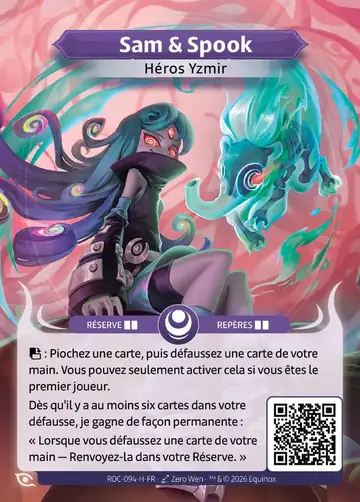 Sam & Spook
Héros Yzmir
RÉSERVE
REPÈRES
: Piochez une carte, puis défaussez une carte de votre
main. Vous pouvez seulement activer cela si vous êtes le
premier joueur.
Dès qu'il y a au moins six cartes dans votre
défausse, je gagne de façon permanente :
« Lorsque vous défaussez une carte de votre
main — Renvoyez-la dans votre Réserve. »
ROC-094-H-FR - Zero Wen - ™ & © 2026 Equinox